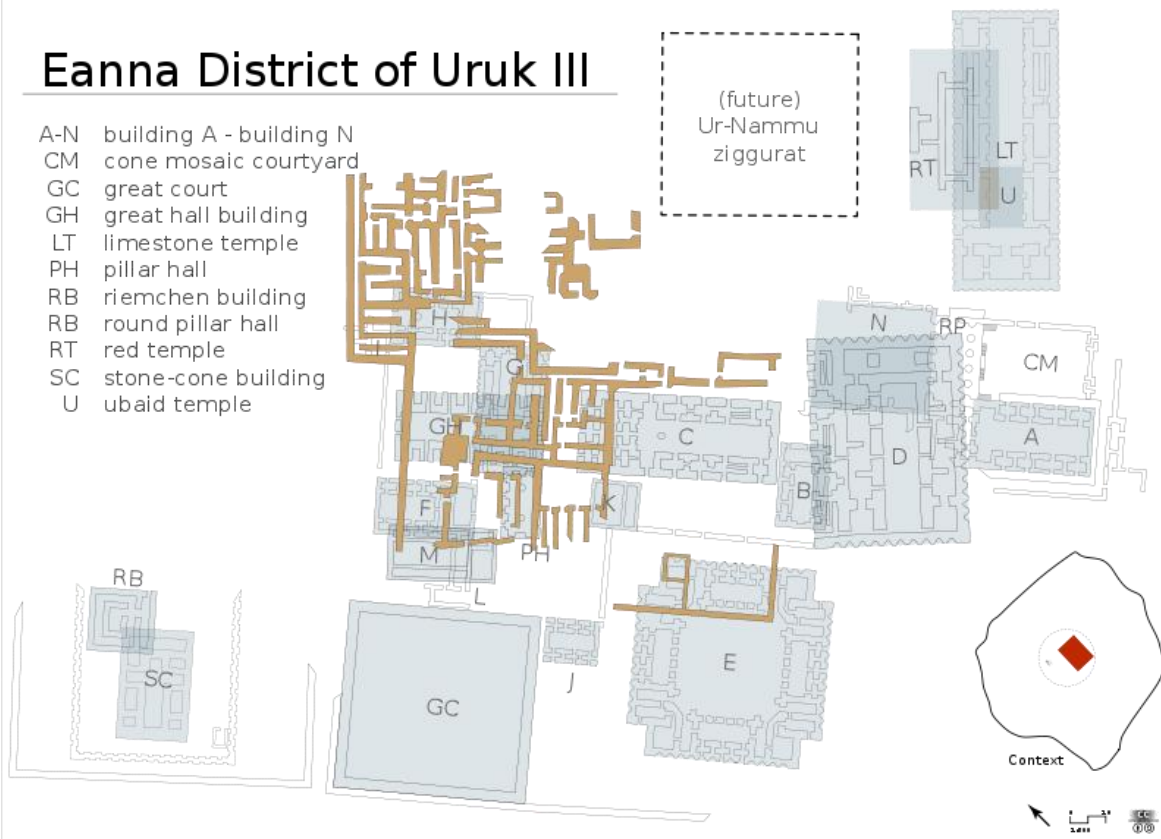 Eanna District of Uruk III
A-N building A - building N
CM cone mosaic courtyard
GC great court
GH great hall building
LT limestone temple
PH pillar hall
RB riemchen building
RB round pillar hall
RT red temple
SC stone-cone building
U ubaid temple
(future)
Ur-Nammu
ziggurat
RT
LT
U
H
I
G
GH
N
RP
CM
C
D
A
B
F
K
M
PH
L
RB
SC
GC
J
E
Context